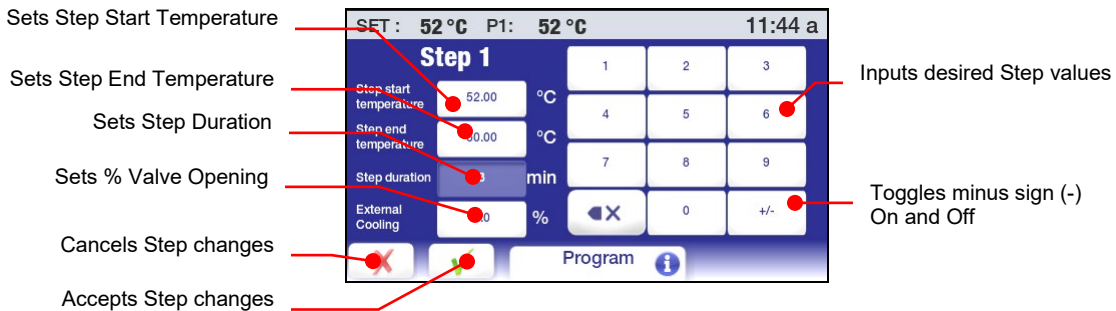 Sets Step Start Temperature
Sets Step End Temperature
Sets Step Duration
Sets % Valve Opening
Cancels Step changes
Accepts Step changes
SET : 52 °C P1: 52 °C 11:44 a
Step 1
Step start
temperature
52.00 °C
Step end
temperature
°C
Step duration
min
External
Cooling
%
1 2 3
4 5 6
7 8 9
X 0 +/-
Program i
Inputs desired Step values
Toggles minus sign (-)
On and Off